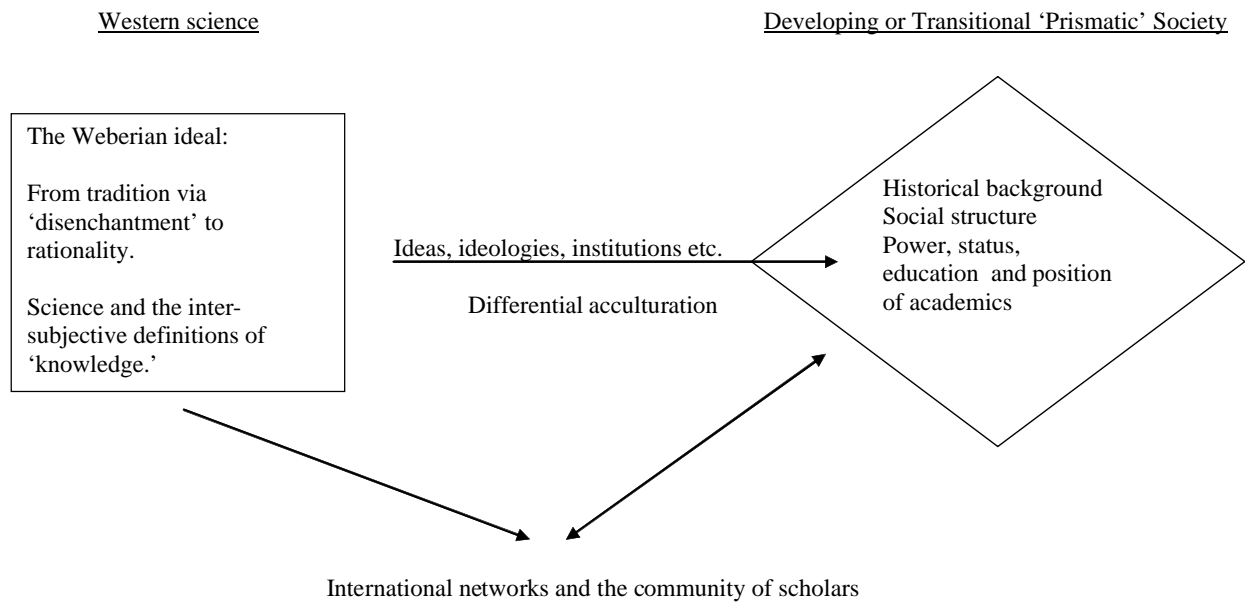 Western science
Developing or Transitional ‘Prismatic’ Society
The Weberian ideal:
From tradition via
‘disenchantment’ to
rationality.
Science and the inter-
subjective definitions of
‘knowledge.’
Ideas, ideologies, institutions etc.
Differential acculturation
Historical background
Social structure
Power, status,
education  and position
of academics
International networks and the community of scholars